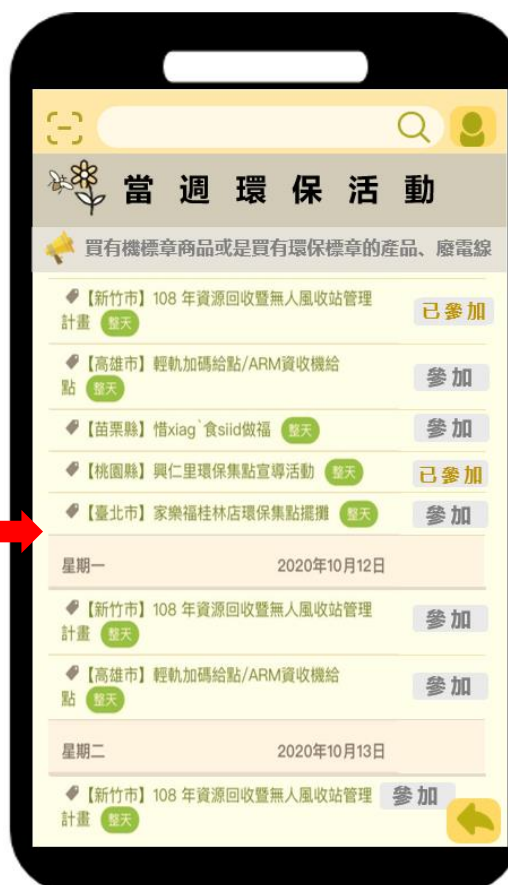 當週環保活動
買有機標章商品或是買有環保標章的產品、廢電線
【新竹市】108 年資源回收暨無人風收站管理
計畫 整天
已參加
【高雄市】輕軌加碼給點/ARM資收機給
點 整天
參加
【苗栗縣】惜xiagˋ食siid做福 整天
參加
【桃園縣】興仁里環保集點宣導活動 整天
已參加
【臺北市】家樂福桂林店環保集點擺攤 整天
參加
星期一 2020年10月12日
【新竹市】108 年資源回收暨無人風收站管理
計畫 整天
參加
【高雄市】輕軌加碼給點/ARM資收機給
點 整天
參加
星期二 2020年10月13日
【新竹市】108 年資源回收暨無人風收站管理
計畫 整天
參加